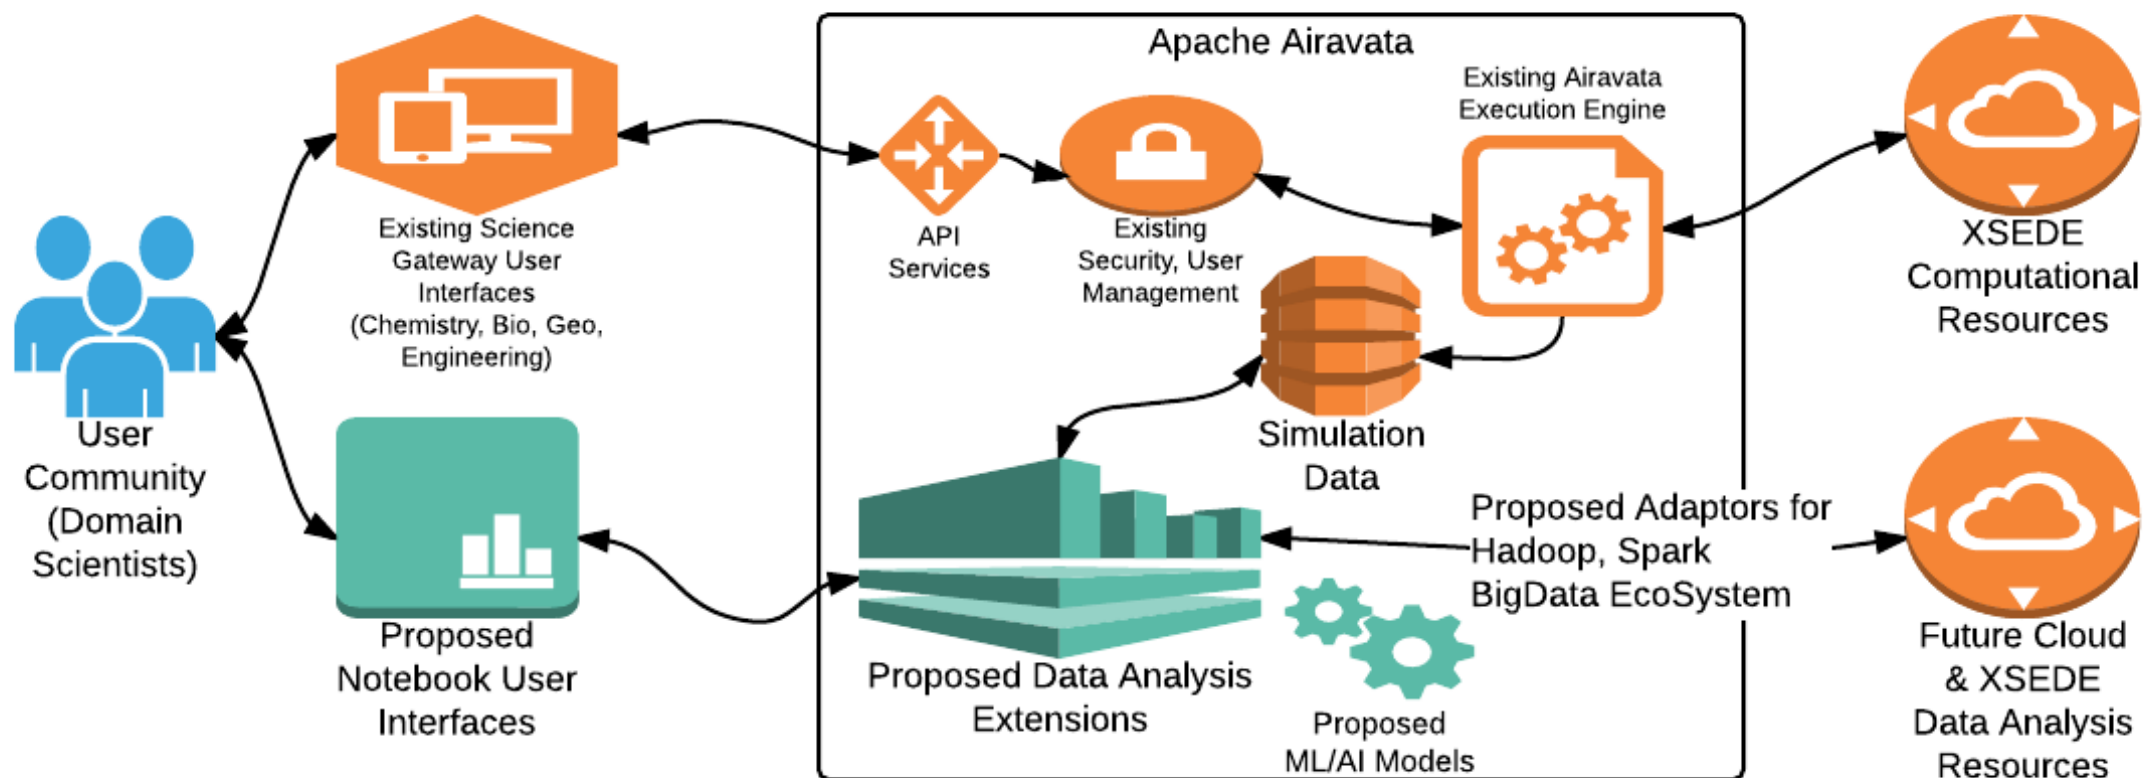 Apache Airavata
Existing Airavata
Execution Engine
Existing Science
Gateway User
Interfaces
(Chemistry, Bio, Geo,
Engineering)
API
Services
Existing
Security, User
Management
XSEDE
Computational
Resources
User
Community
(Domain
Scientists)
Simulation
Data
Proposed Adaptors for
Hadoop, Spark
BigData EcoSystem
Proposed
Notebook User
Interfaces
Proposed Data Analysis
Extensions
Proposed
ML/AI Models
Future Cloud
& XSEDE
Data Analysis
Resources